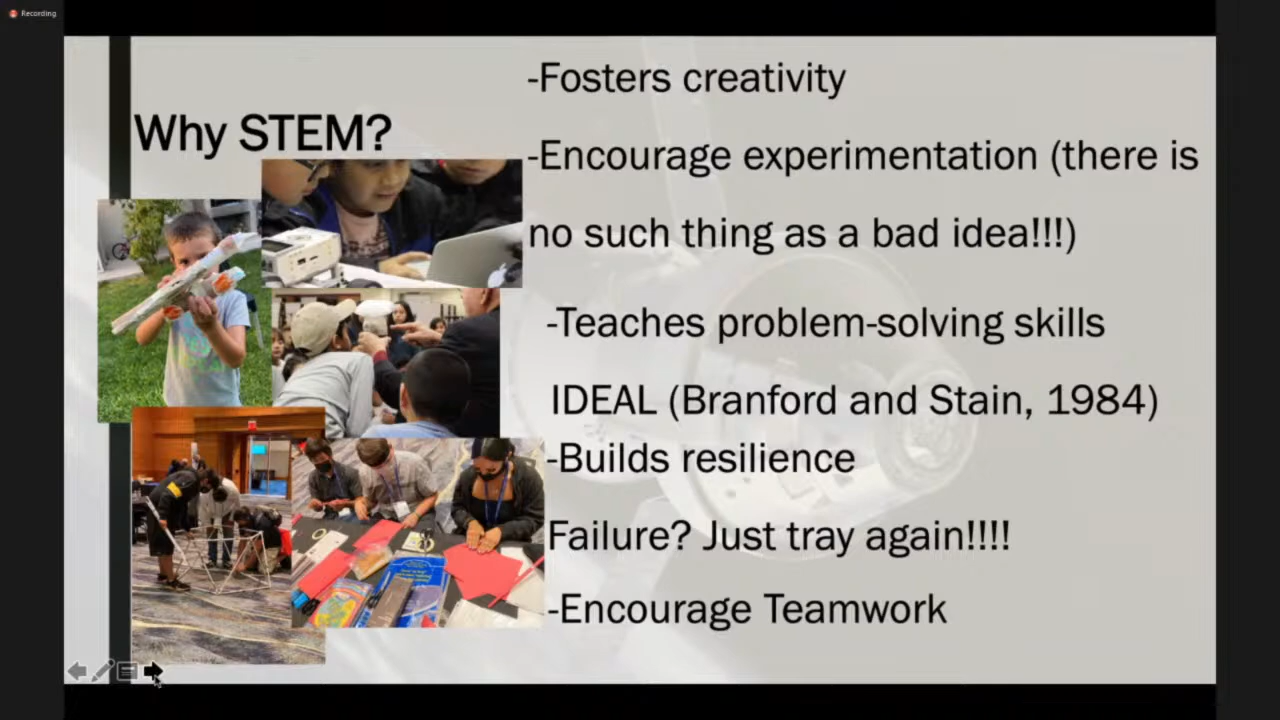 Recording
Why STEM?
-Fosters creativity
-Encourage experimentation (there is
no such thing as a bad idea!!!)
-Teaches problem-solving skills
IDEAL (Branford and Stain, 1984)
-Builds resilience
Failure? Just tray again!!!!
-Encourage Teamwork